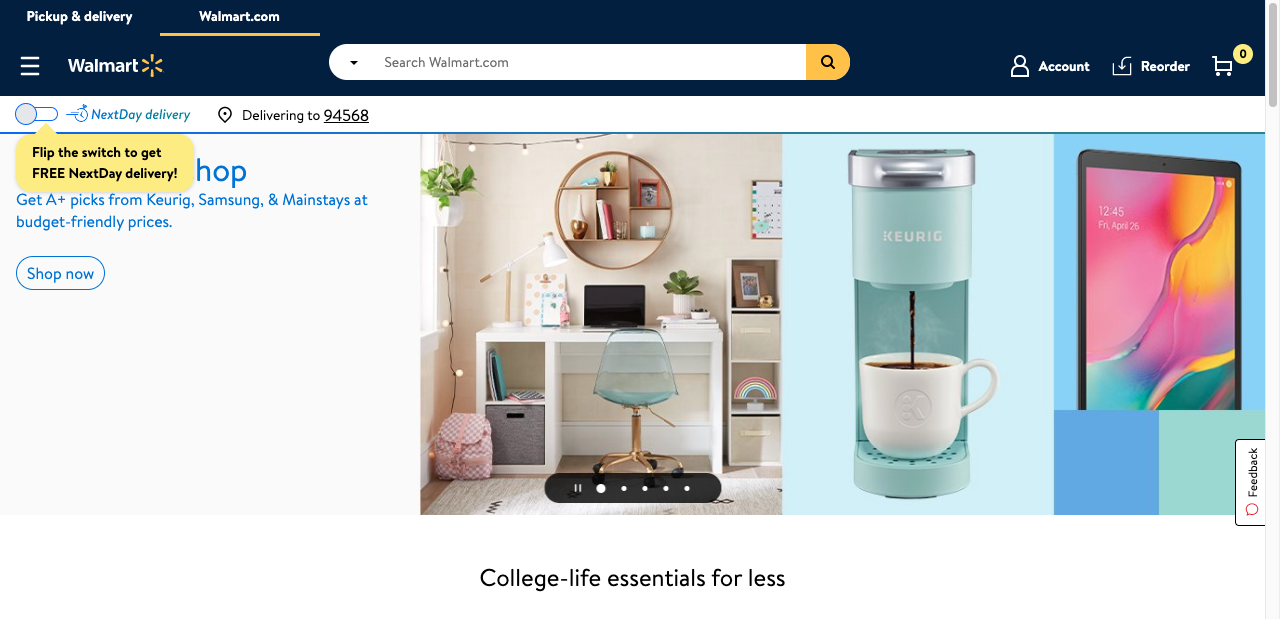 Pickup & delivery
Walmart.com
Walmart
Search Walmart.com
Account
Reorder
0
NextDay delivery
Delivering to 94568
Flip the switch to get
FREE NextDay delivery!
hop
Get A+ picks from Keurig, Samsung, & Mainstays at
budget-friendly prices.
Shop now
KEURIG
K
12:45
Fri, April 26
Feedback
College-life essentials for less